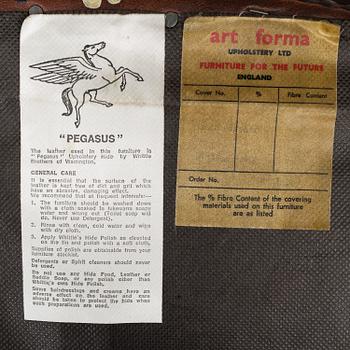 "PEGASUS"
The leather used in this furniture is
"Pegasus" Upholstery made by Whittle
Brothers of Warrington.
GENERAL CARE
It is essential that the surface of the
leather is kept free of dirt and grit which
have an abrasive, damaging effect.
We recommend that at frequent intervals:-
1. The furniture should be washed down
with a cloth soaked in lukewarm soapy
water and wrung out (Toilet soap will
do. Never use Detergent).
2. Rinse with clean, cold water and wipe
with dry cloth.
3. Apply Whittle's Hide Polish as directed
on the tin and polish with a soft cloth.
Supplies of polish are obtainable from your
furniture stockist.
Detergents or Spirit cleaners should never
be used.
Do not use any Hide Food, Leather or
Saddle Soap, or any polish other than
Whittle's own Hide Polish.
Some hairdressings and creams have an
adverse effect on the leather and care
should be taken to protect the hide when
such preparations are used.
art forma
UPHOLSTERY LTD
FURNITURE FOR THE FUTURE
ENGLAND
Cover No. % Fibre Content
Order No.
The % Fibre Content of the covering
materials used on this furniture
are as listed